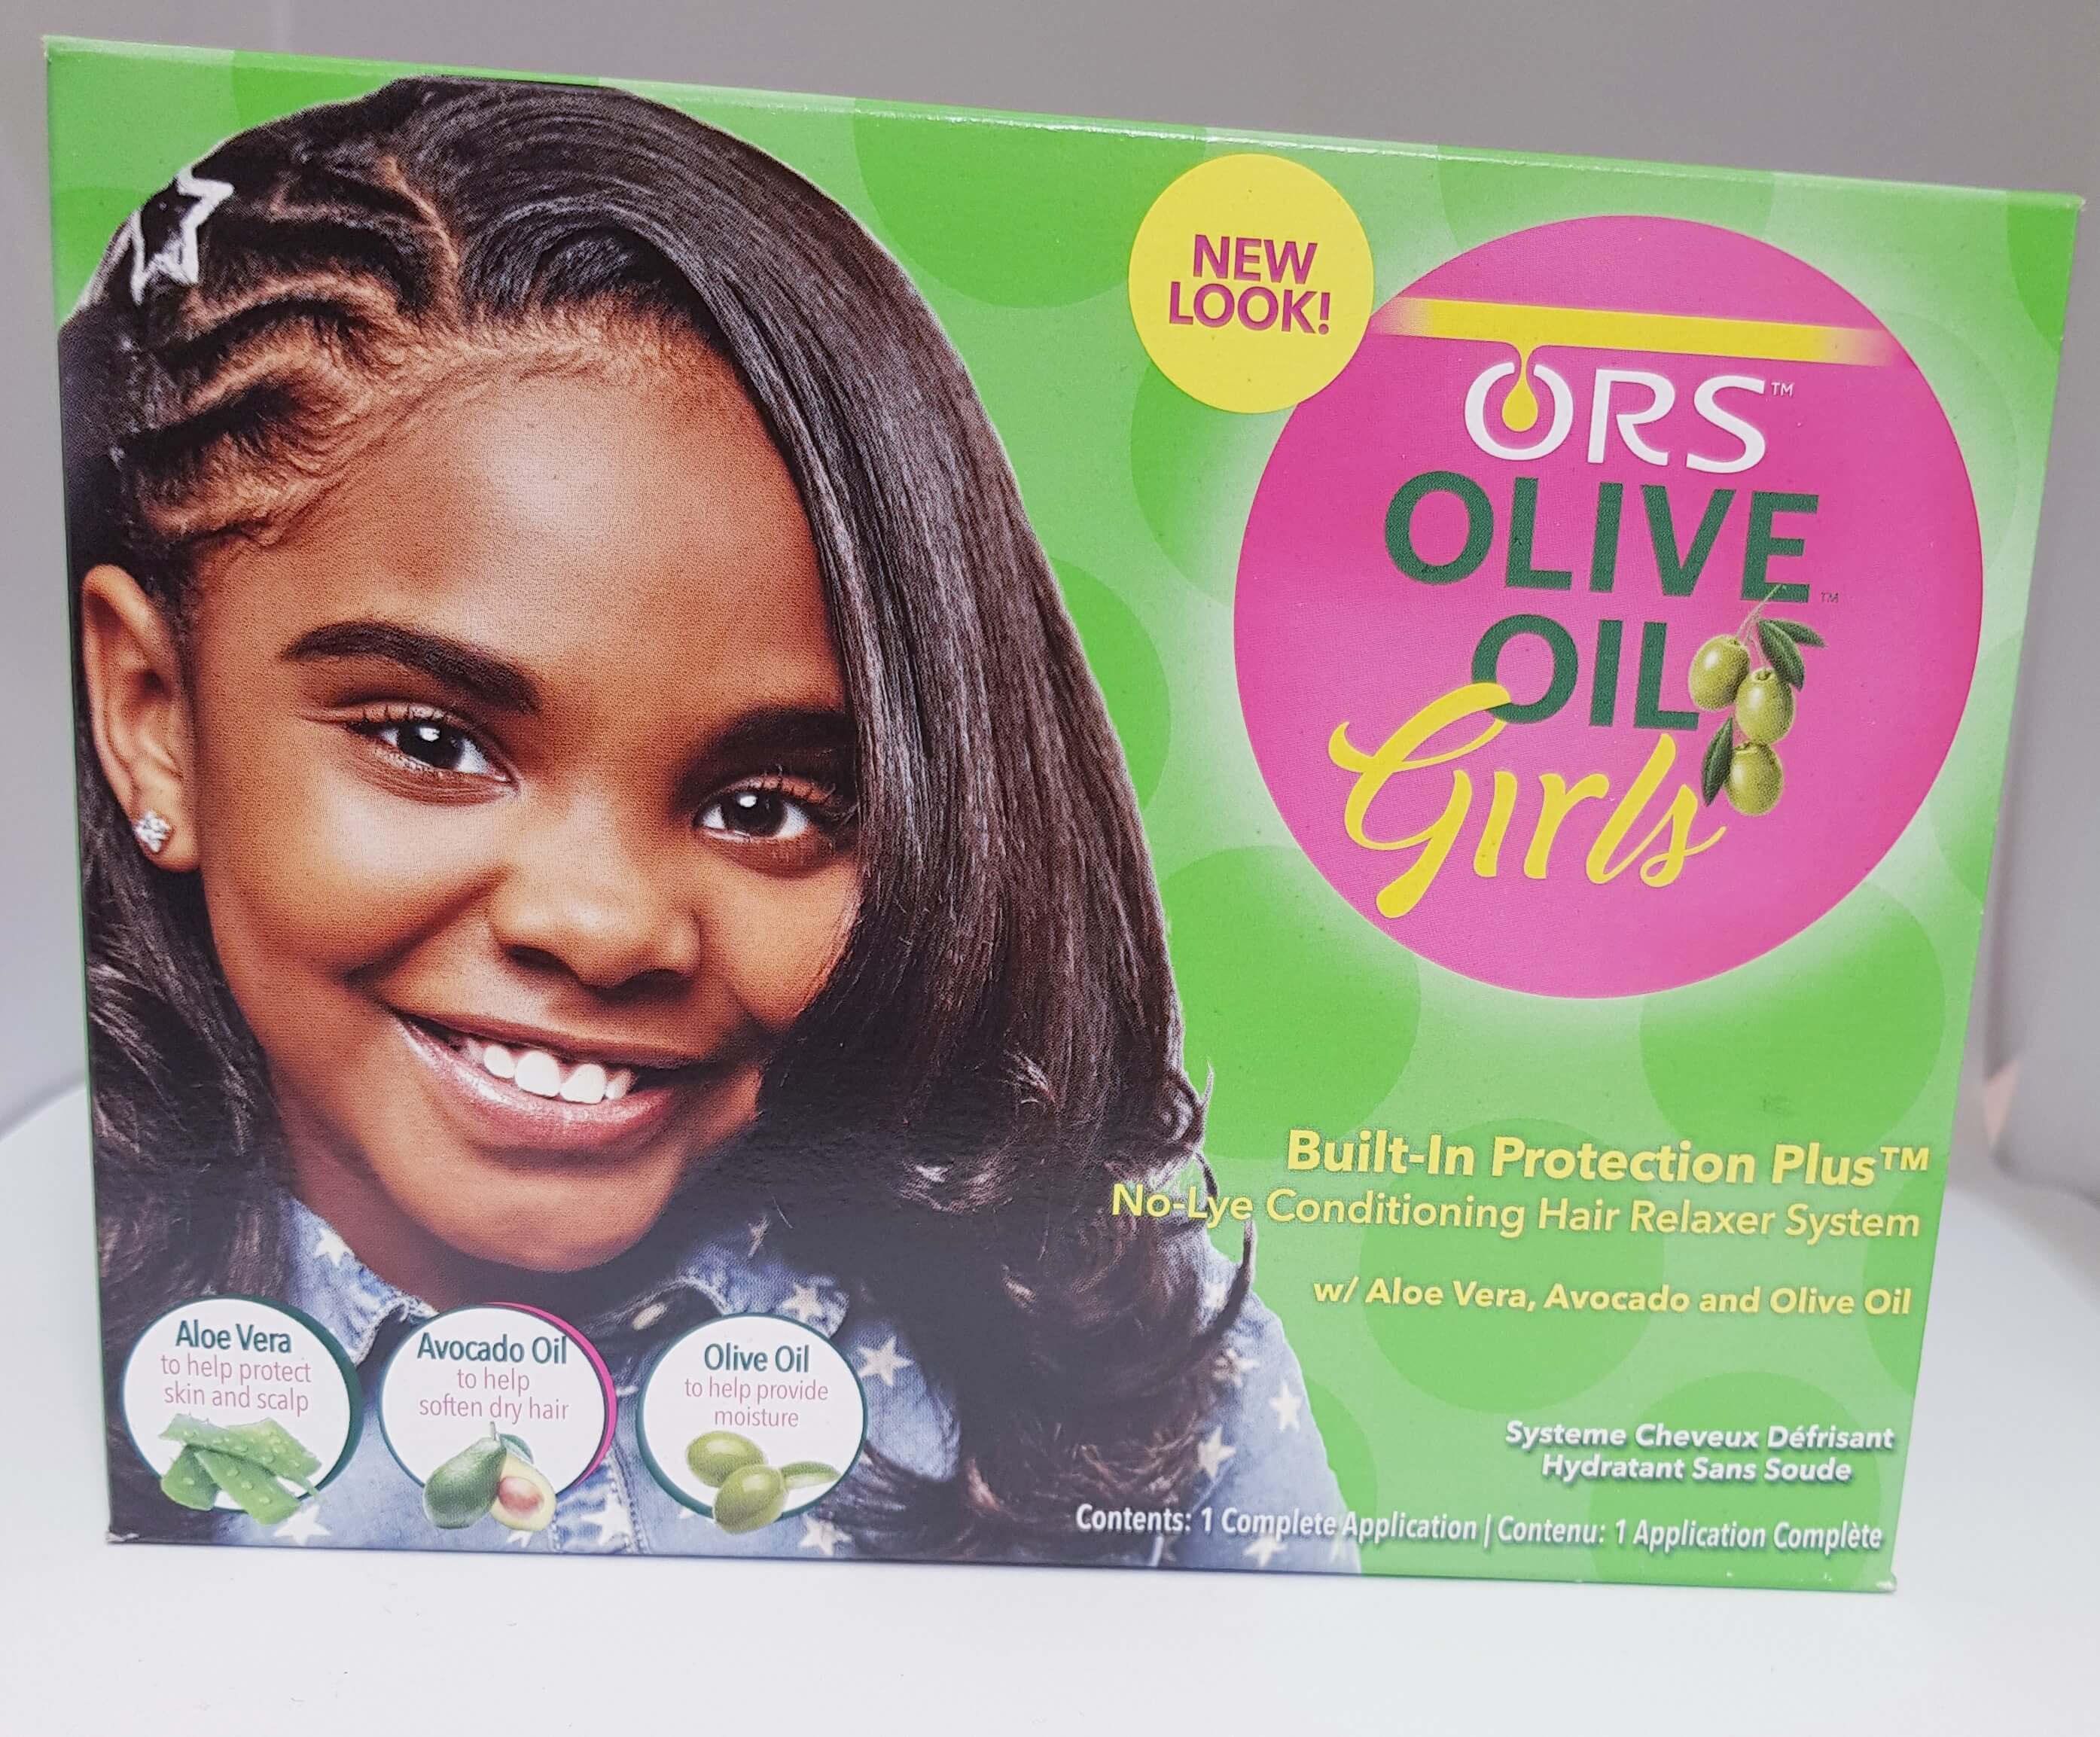 NEW
LOOK!
ORS™
OLIVE
OIL™
Girls
Built-In Protection Plus™
No-Lye Conditioning Hair Relaxer System
w/ Aloe Vera, Avocado and Olive Oil
Aloe Vera
to help protect
skin and scalp
Avocado Oil
to help
soften dry hair
Olive Oil
to help provide
moisture
Systeme Cheveux Défrisant
Hydratant Sans Soude
Contents: 1 Complete Application | Contenu: 1 Application Complète